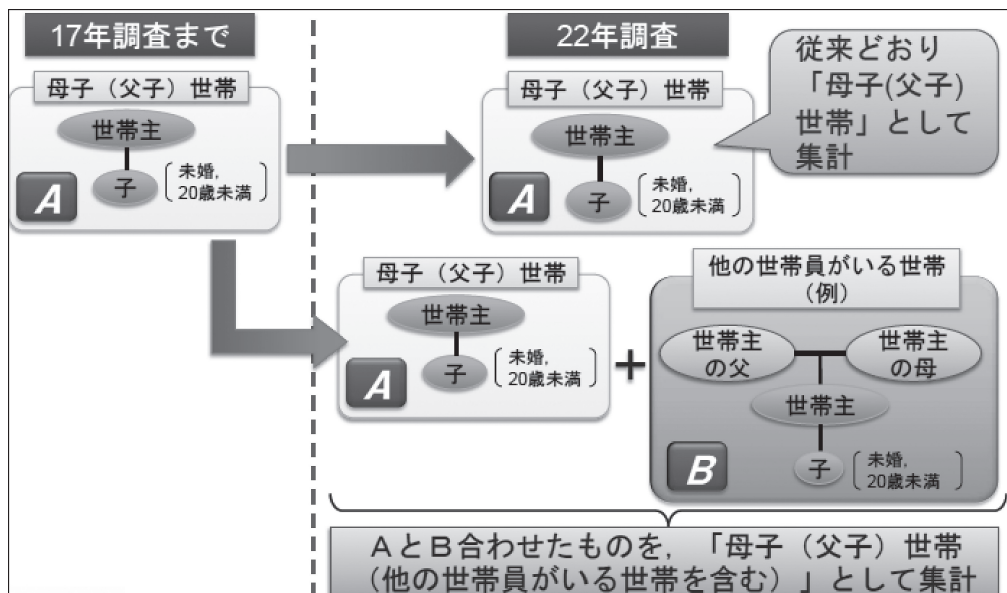 17年調査まで
母子（父子）世帯
世帯主
子
未婚,
20歳未満
A
22年調査
母子（父子）世帯
世帯主
子
未婚,
20歳未満
A
従来どおり
「母子(父子)
世帯」として
集計
母子（父子）世帯
世帯主
子
未婚,
20歳未満
A
+
他の世帯員がいる世帯
（例）
世帯主
の父
世帯主
の母
世帯主
子
未婚,
20歳未満
B
AとB合わせたものを,「母子（父子）世帯
（他の世帯員がいる世帯を含む）」として集計